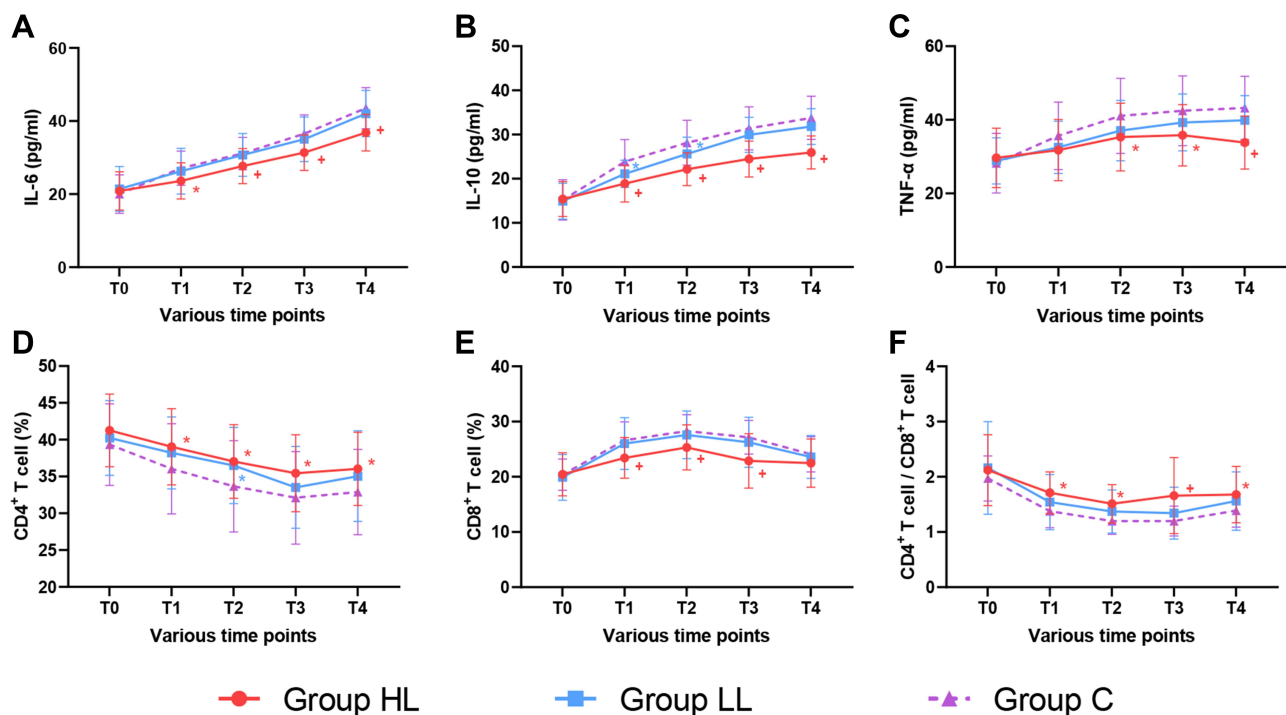 A
IL-6 (pg/ml)
60
40
20
0
T0 T1 T2 T3 T4
Various time points
* + + +
B
IL-10 (pg/ml)
50
40
30
20
10
0
T0 T1 T2 T3 T4
Various time points
* *
+ + + +
C
TNF-α (pg/ml)
60
40
20
0
T0 T1 T2 T3 T4
Various time points
* * +
D
CD4⁺ T cell (%)
50
45
40
35
30
25
20
T0 T1 T2 T3 T4
Various time points
* * * *
*
E
CD8⁺ T cell (%)
40
30
20
10
0
T0 T1 T2 T3 T4
Various time points
+ + +
F
CD4⁺ T cell / CD8⁺ T cell
4
3
2
1
0
T0 T1 T2 T3 T4
Various time points
* * + *
Group HL Group LL Group C